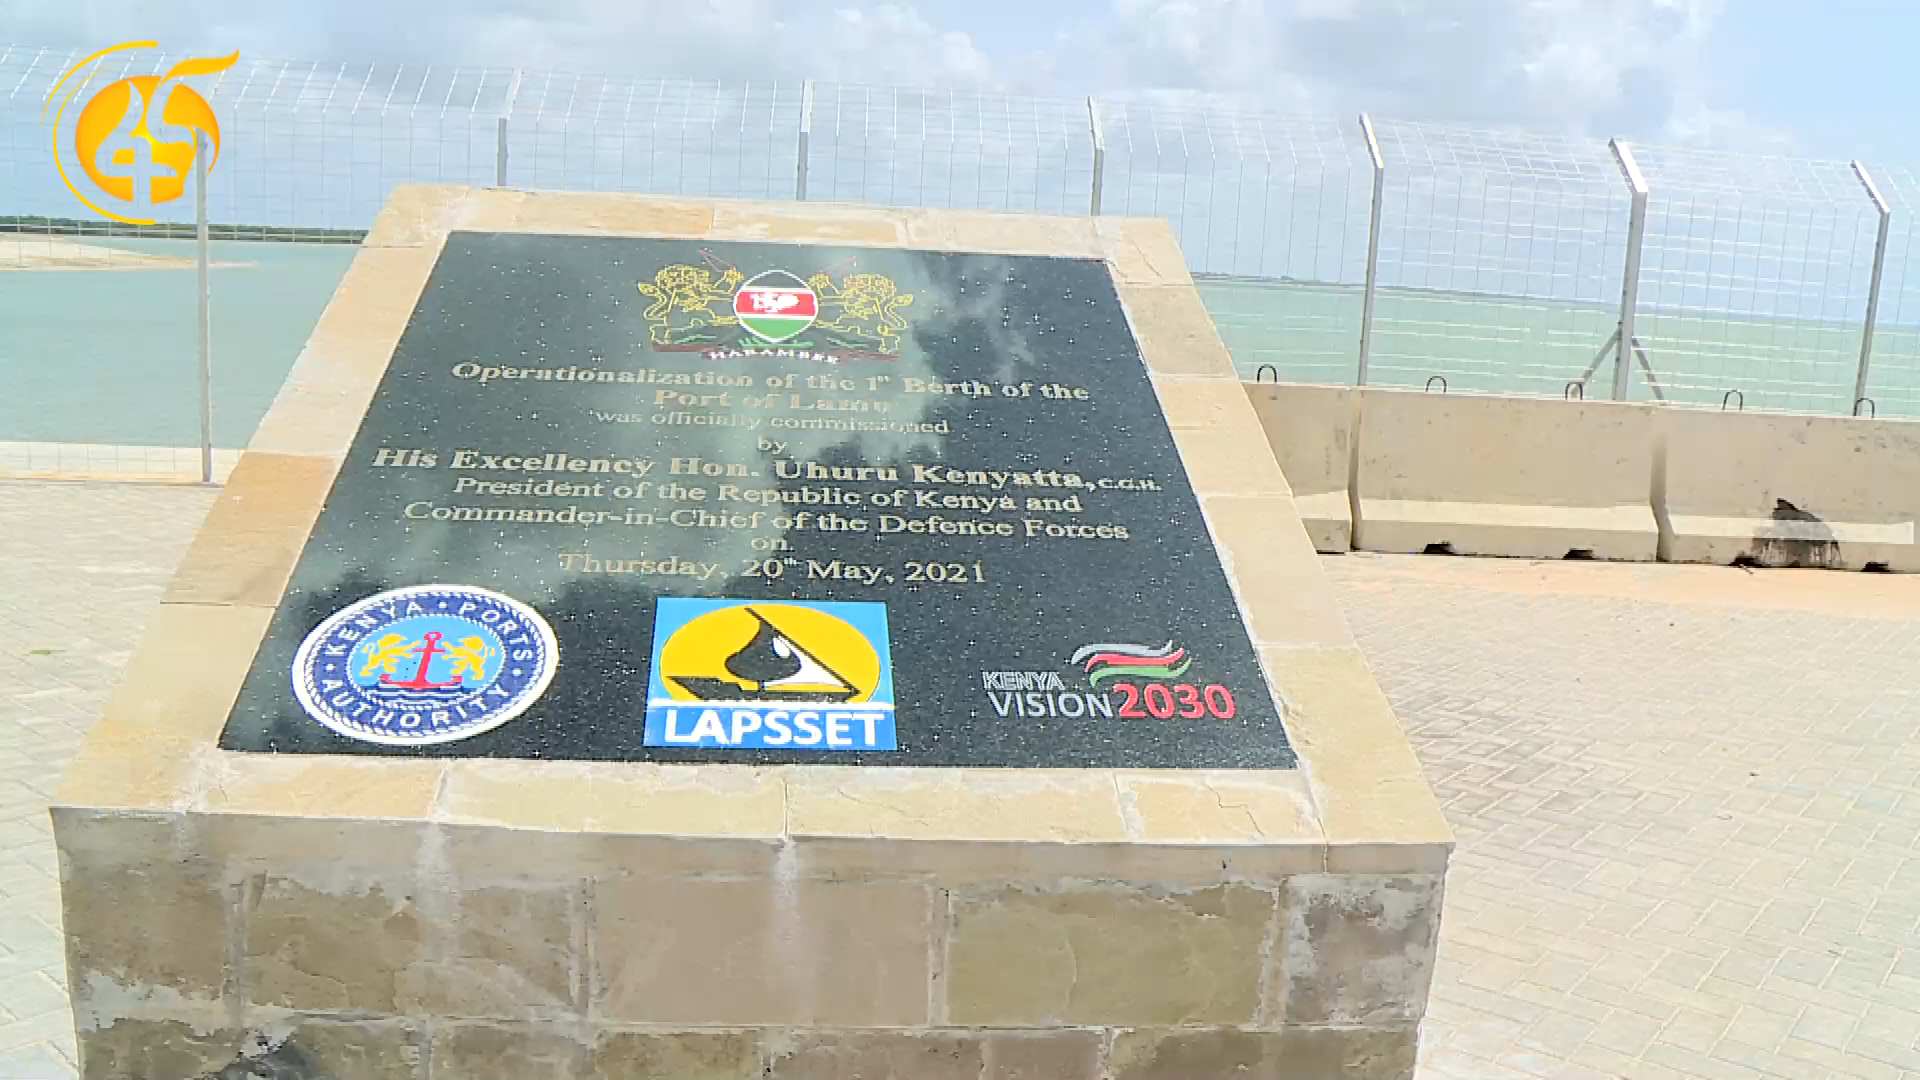 HARAMBEE
Operationalization of the 1st Berth of the
Port of Lamu
was officially commissioned
by
His Excellency Hon. Uhuru Kenyatta, C.G.H.
President of the Republic of Kenya and
Commander-in-Chief of the Defence Forces
on
Thursday, 20th May, 2021
KENYA • PORTS • AUTHORITY •
LAPSSET
KENYA
VISION 2030